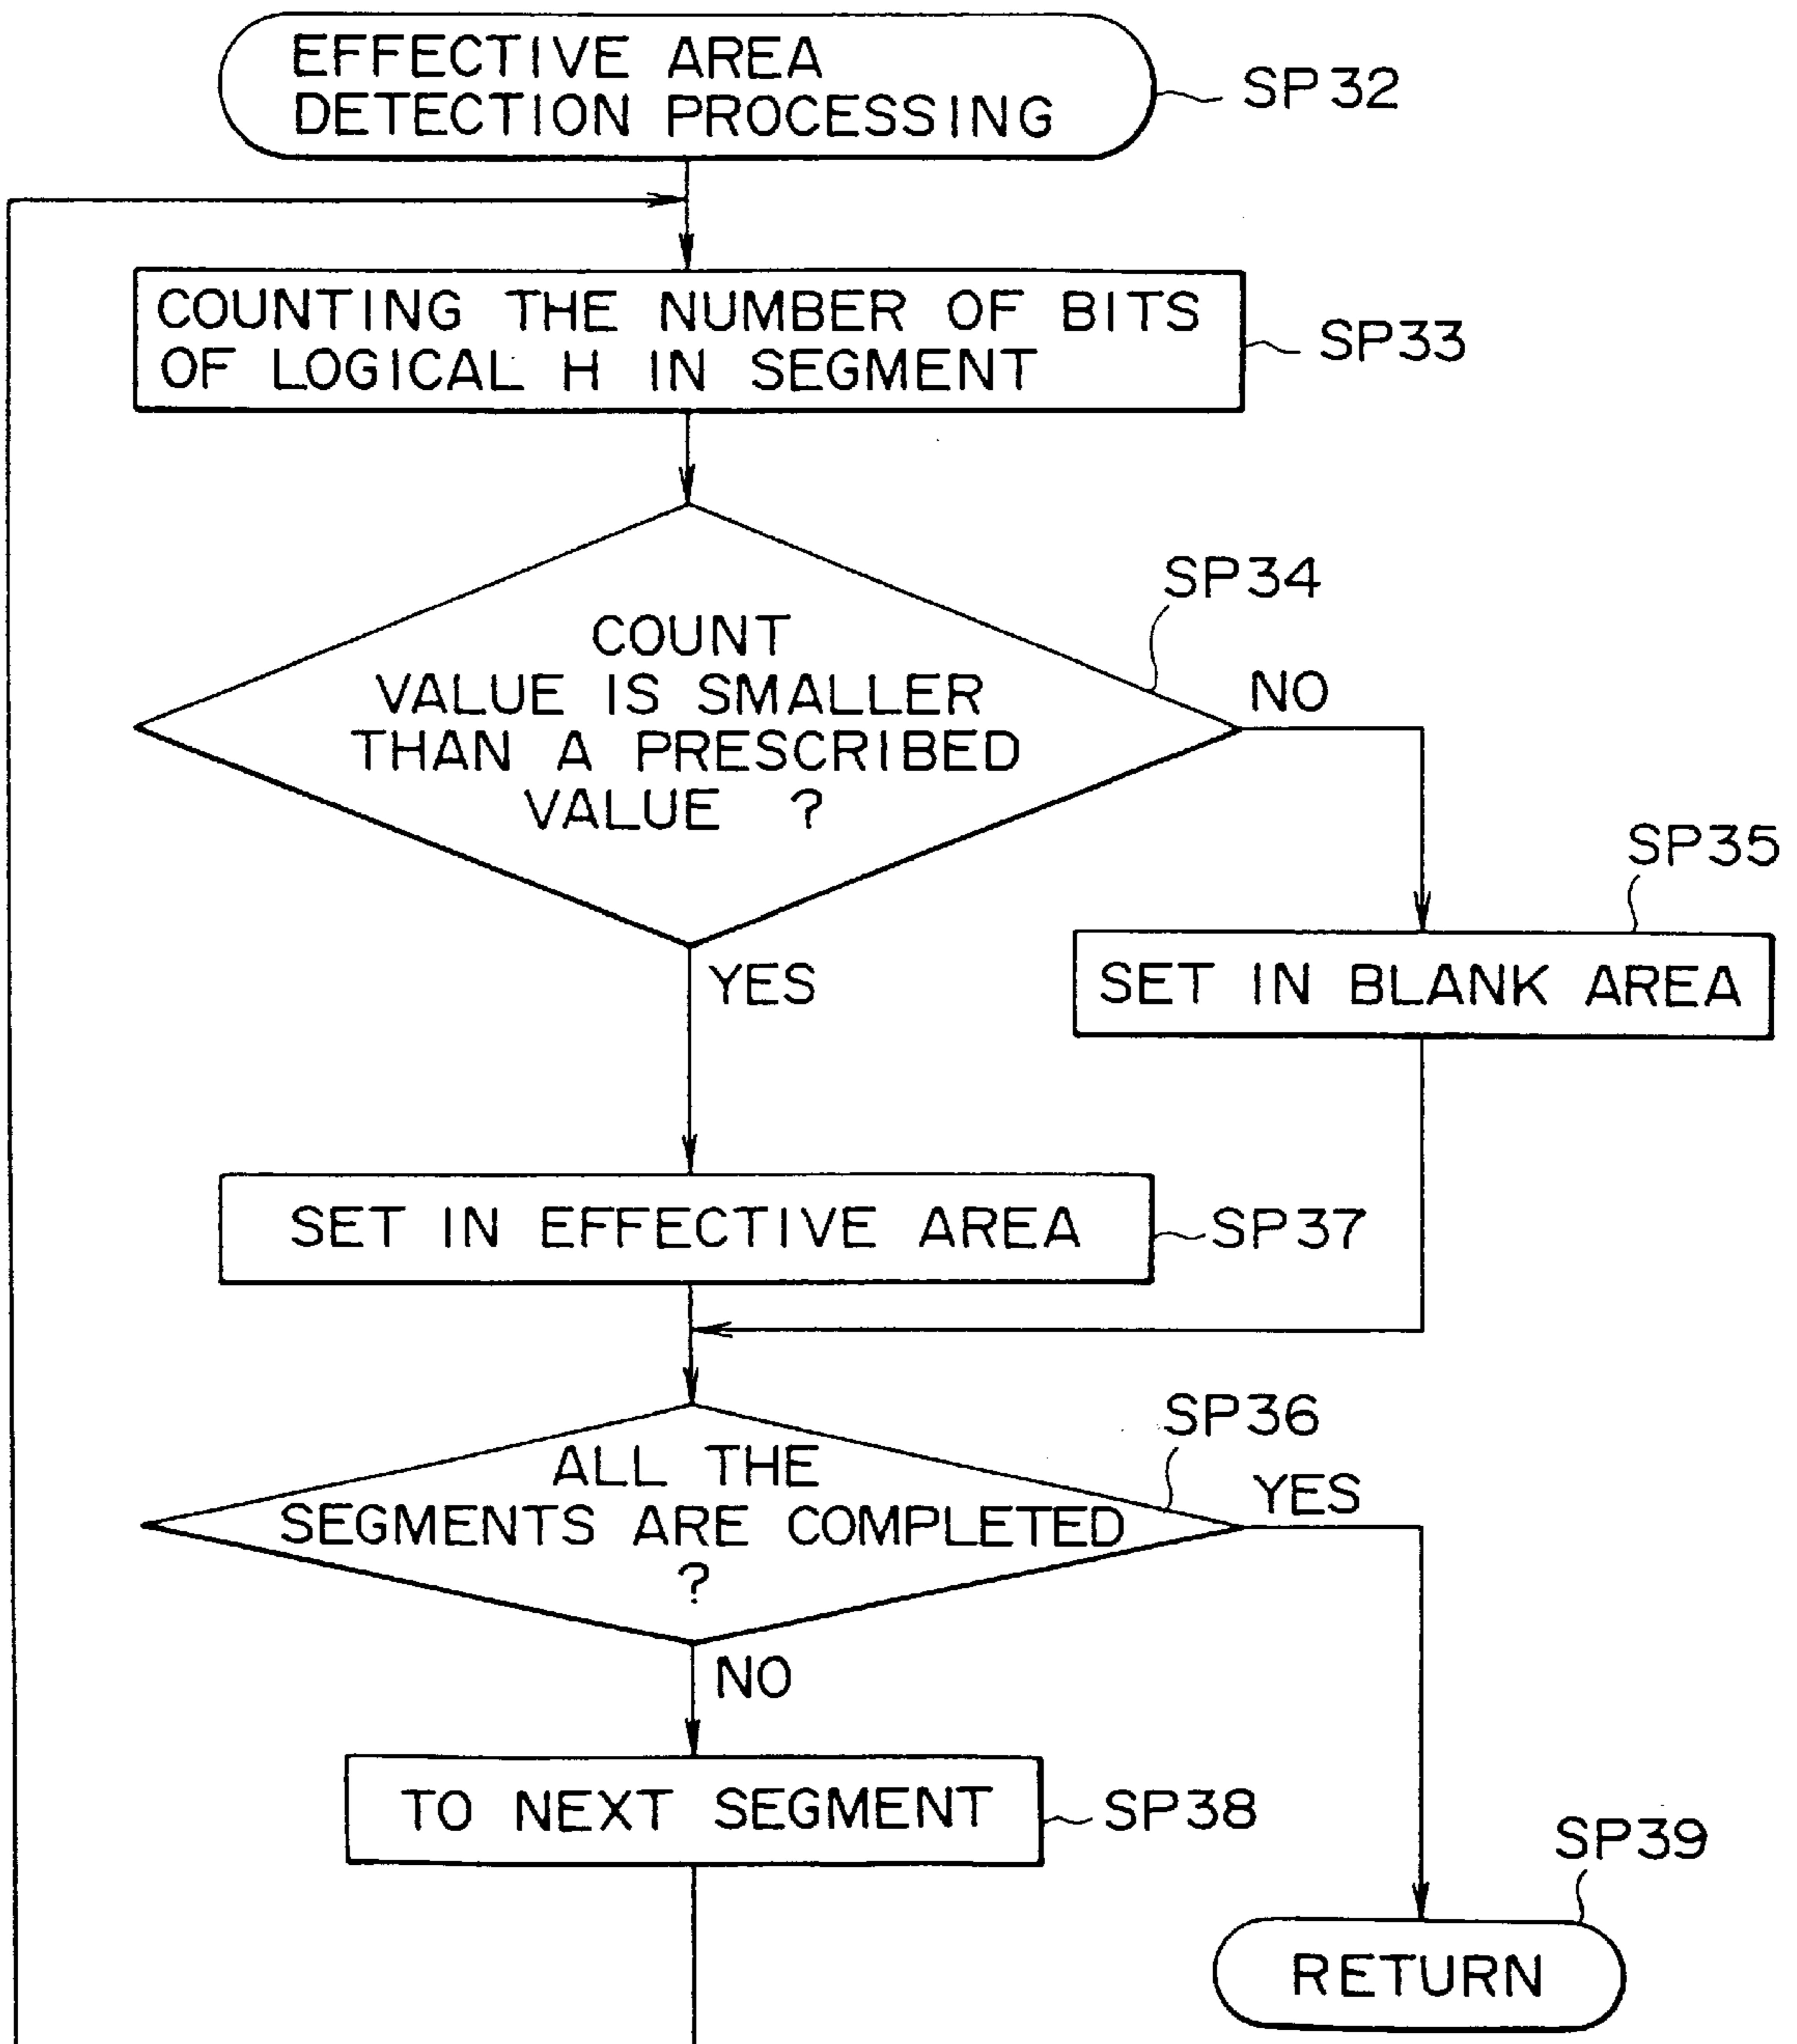 EFFECTIVE AREA
DETECTION PROCESSING
SP32
COUNTING THE NUMBER OF BITS
OF LOGICAL H IN SEGMENT
SP33
SP34
COUNT
VALUE IS SMALLER
THAN A PRESCRIBED
VALUE ?
NO
SP35
YES
SET IN BLANK AREA
SET IN EFFECTIVE AREA
SP37
SP36
ALL THE
SEGMENTS ARE COMPLETED
?
YES
NO
TO NEXT SEGMENT
SP38
SP39
RETURN